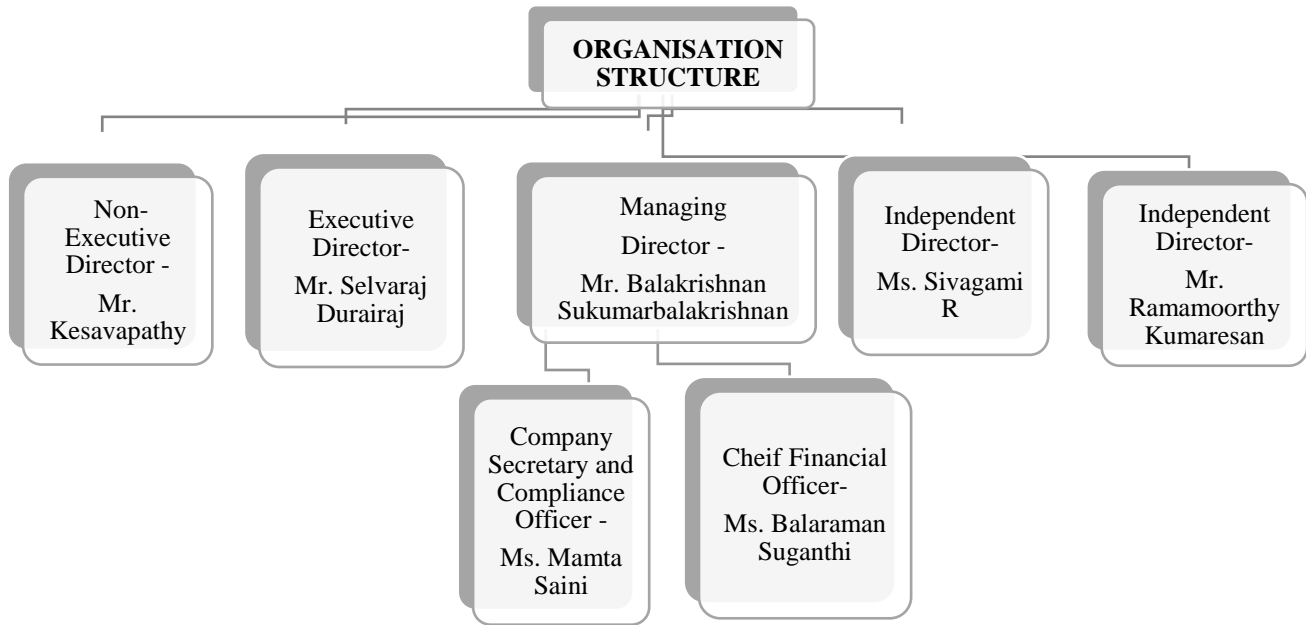 ORGANISATION
STRUCTURE
Non-
Executive
Director -
Mr.
Kesavapathy
Executive
Director-
Mr. Selvaraj
Durairaj
Managing
Director -
Mr. Balakrishnan
Sukumarbalakrishnan
Independent
Director-
Ms. Sivagami
R
Independent
Director-
Mr.
Ramamoorthy
Kumaresan
Company
Secretary and
Compliance
Officer -
Ms. Mamta
Saini
Cheif Financial
Officer-
Ms. Balaraman
Suganthi